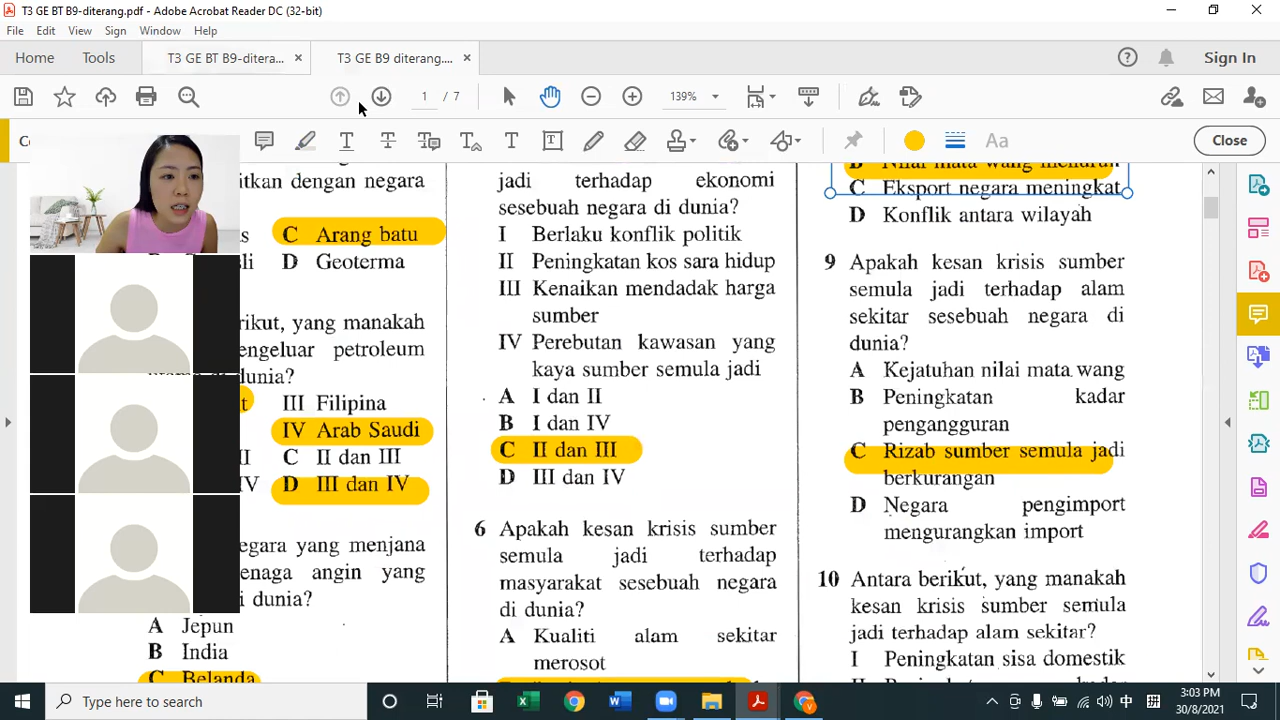 T3 GE BT B9-diterang.pdf - Adobe Acrobat Reader DC (32-bit)
File Edit View Sign Window Help
Home Tools T3 GE BT B9-ditera... × T3 GE B9 diterang.... × Sign In
1 / 7 139%
Close
itkan dengan negara
C Arang batu
D Geoterma
berikut, yang manakah
engeluar petroleum
dunia?
III Filipina
IV Arab Saudi
C II dan III
D III dan IV
egara yang menjana
enaga angin yang
i dunia?
A Jepun
B India
C Belanda
jadi terhadap ekonomi
sesebuah negara di dunia?
I Berlaku konflik politik
II Peningkatan kos sara hidup
III Kenaikan mendadak harga
sumber
IV Perebutan kawasan yang
kaya sumber semula jadi
A I dan II
B I dan IV
C II dan III
D III dan IV
6 Apakah kesan krisis sumber
semula jadi terhadap
masyarakat sesebuah negara
di dunia?
A Kualiti alam sekitar
merosot
B Nilai mata wang menurun
C Eksport negara meningkat
D Konflik antara wilayah
9 Apakah kesan krisis sumber
semula jadi terhadap alam
sekitar sesebuah negara di
dunia?
A Kejatuhan nilai mata wang
B Peningkatan kadar
pengangguran
C Rizab sumber semula jadi
berkurangan
D Negara pengimport
mengurangkan import
10 Antara berikut, yang manakah
kesan krisis sumber semula
jadi terhadap alam sekitar?
I Peningkatan sisa domestik
Type here to search
中
3:03 PM
30/8/2021